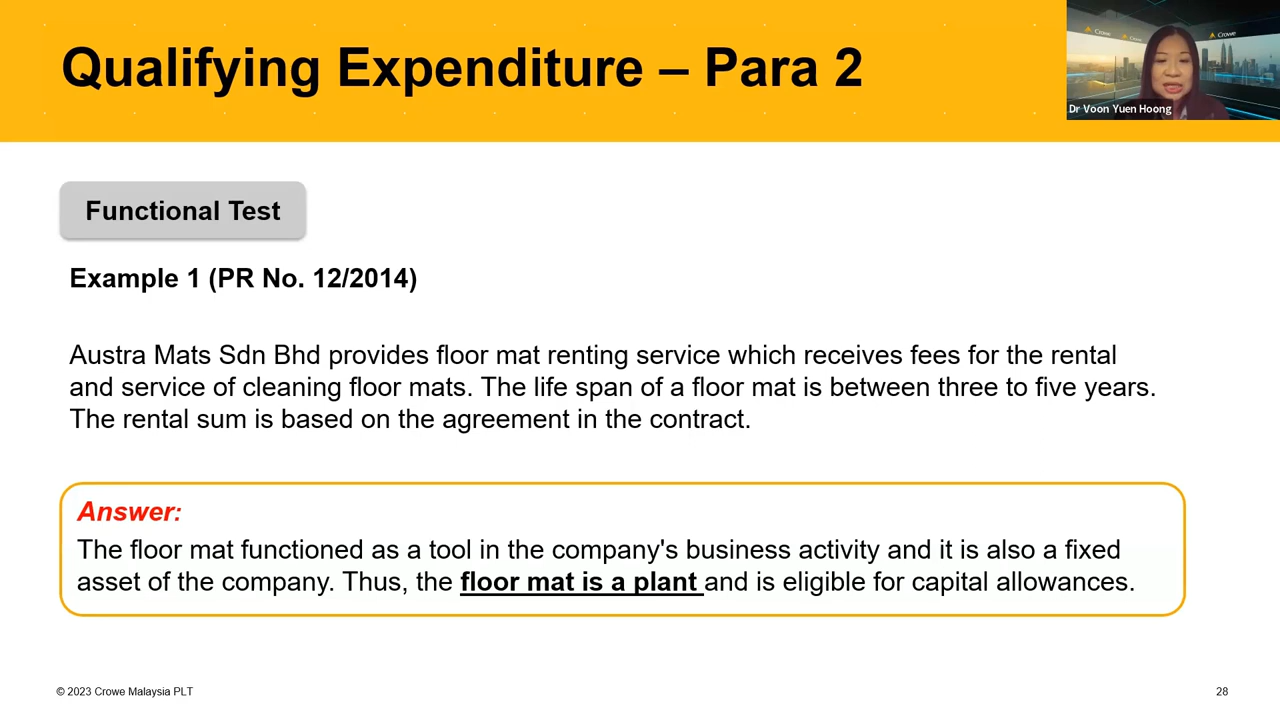 Qualifying Expenditure – Para 2
Crowe
Crowe
Crowe
Dr Voon Yuen Hoong
Functional Test
Example 1 (PR No. 12/2014)
Austra Mats Sdn Bhd provides floor mat renting service which receives fees for the rental
and service of cleaning floor mats. The life span of a floor mat is between three to five years.
The rental sum is based on the agreement in the contract.
Answer:
The floor mat functioned as a tool in the company's business activity and it is also a fixed
asset of the company. Thus, the floor mat is a plant and is eligible for capital allowances.
© 2023 Crowe Malaysia PLT
28